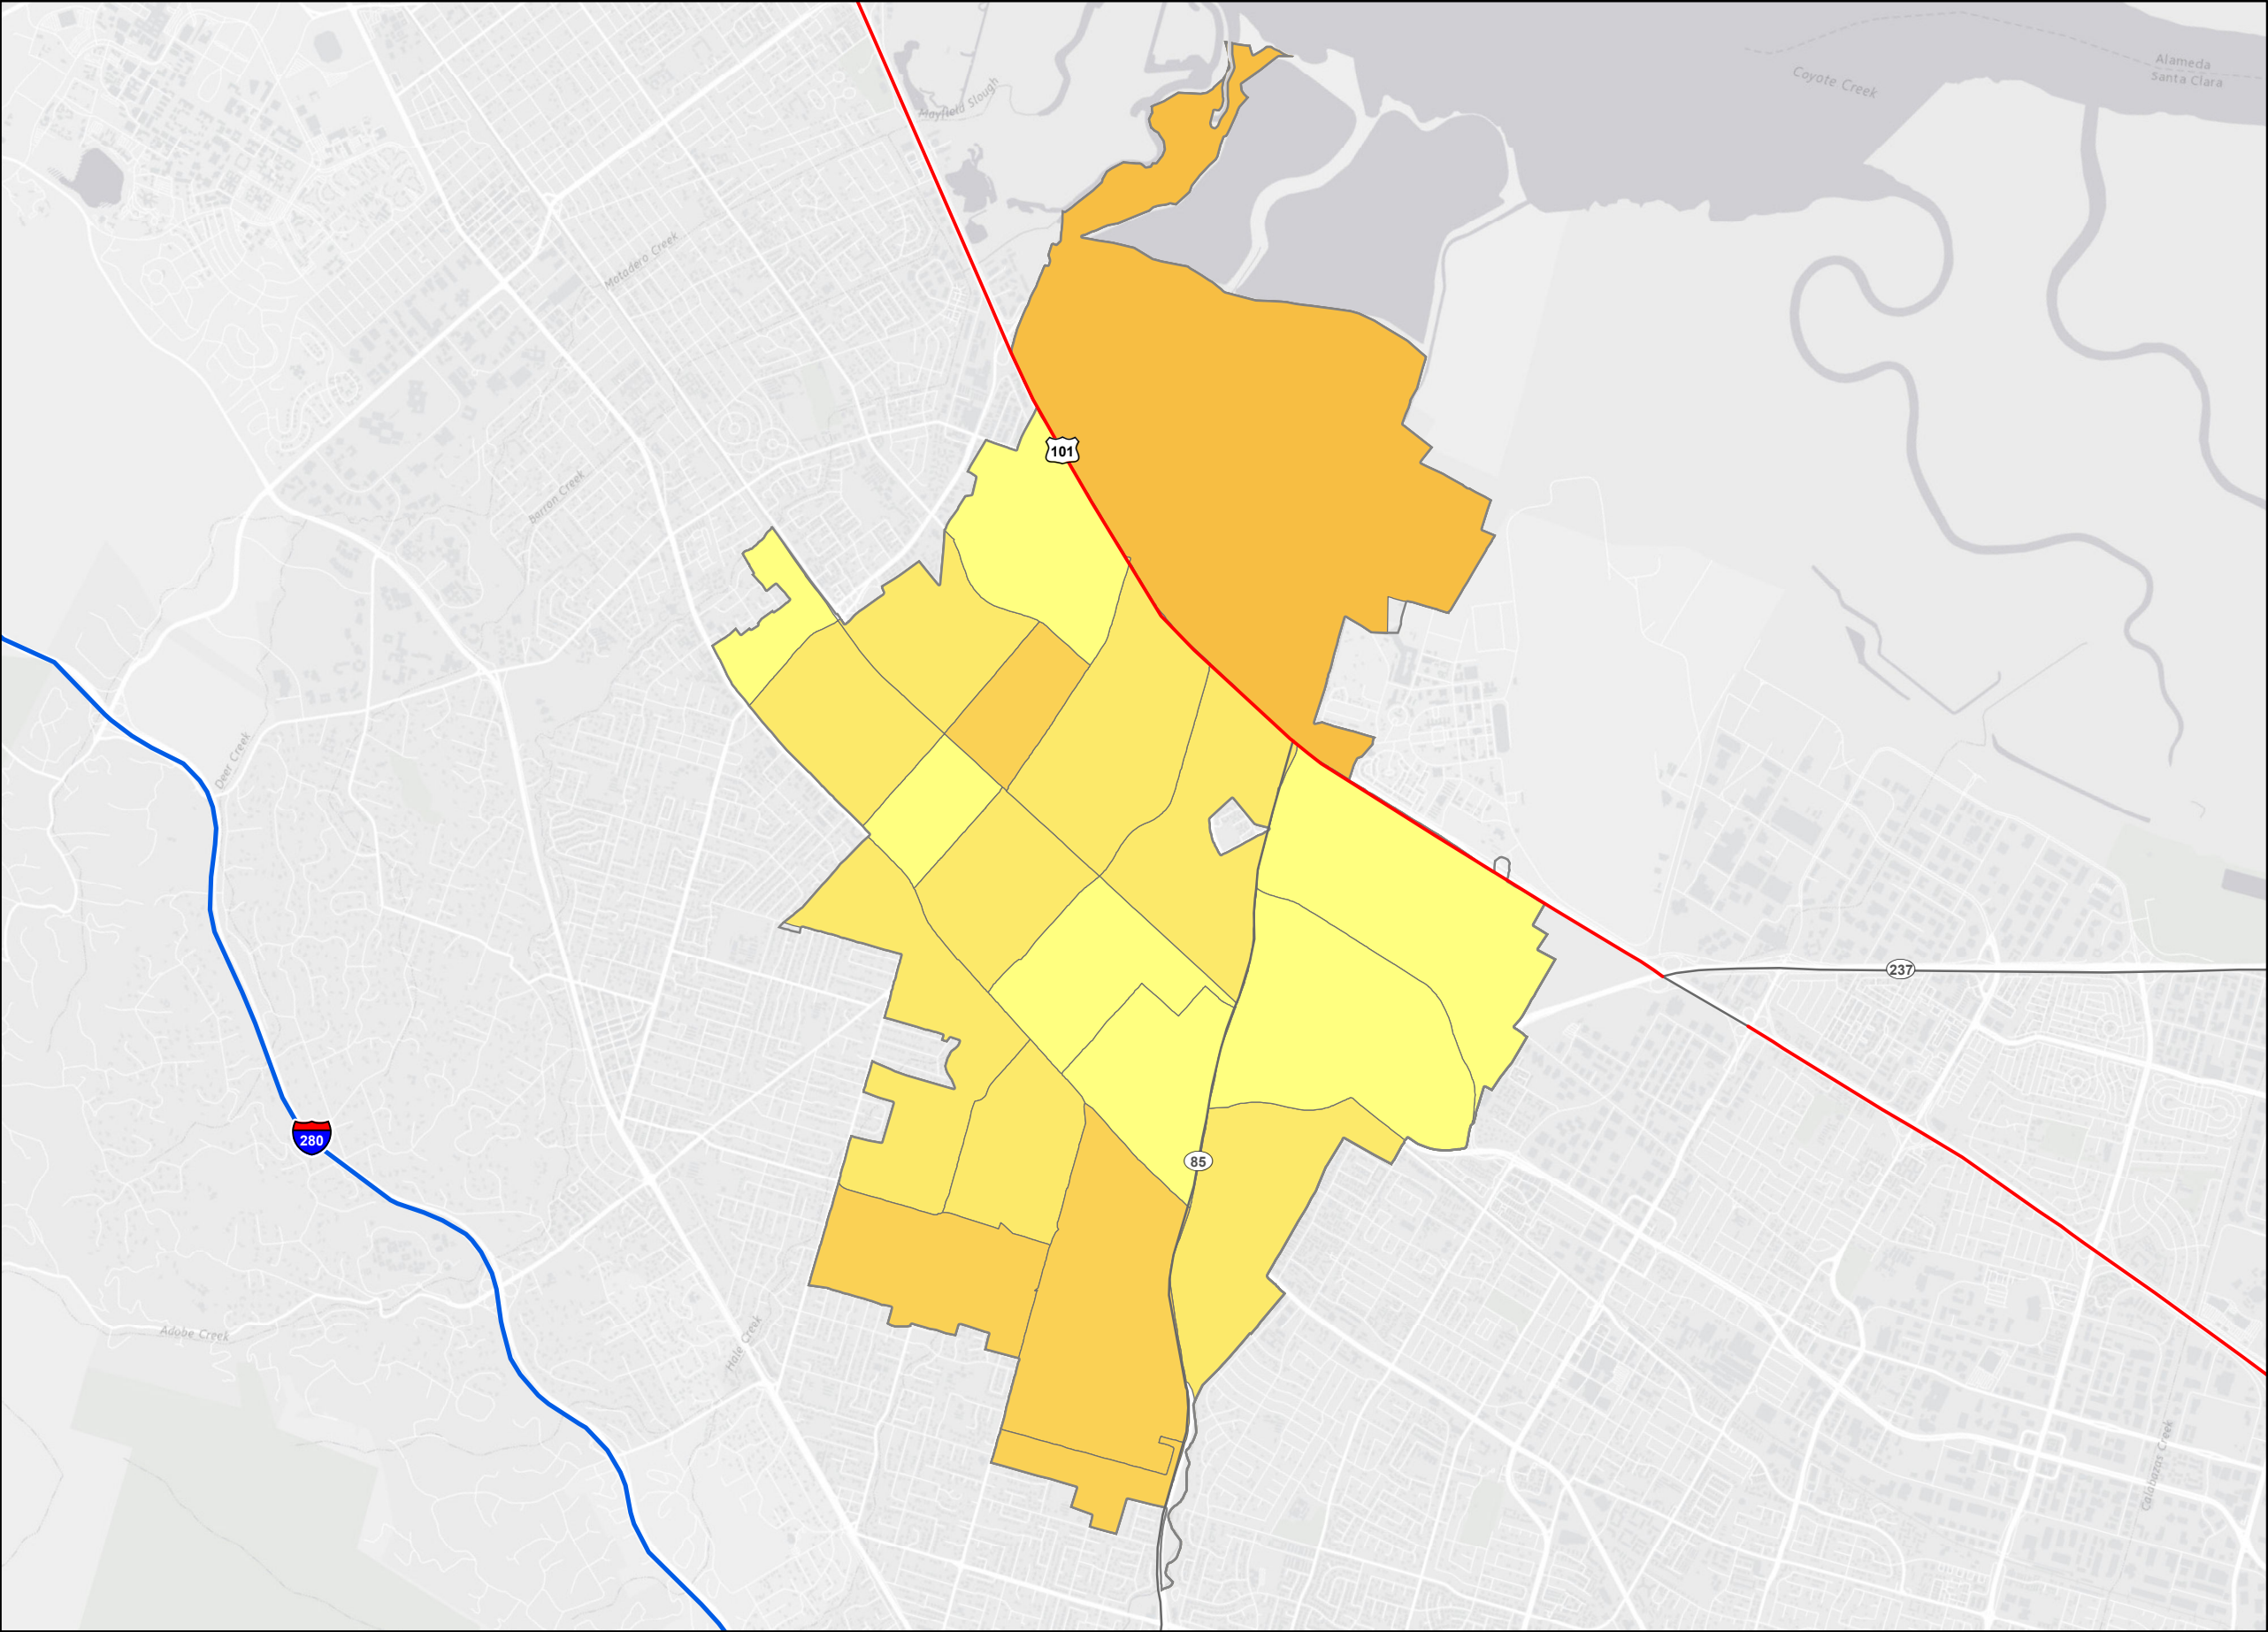 Alameda
Santa Clara
Coyote Creek
Mayfield Slough
Matadero Creek
101
Barron Creek
Deer Creek
237
280
85
Adobe Creek
Hale Creek
Calabazas Creek